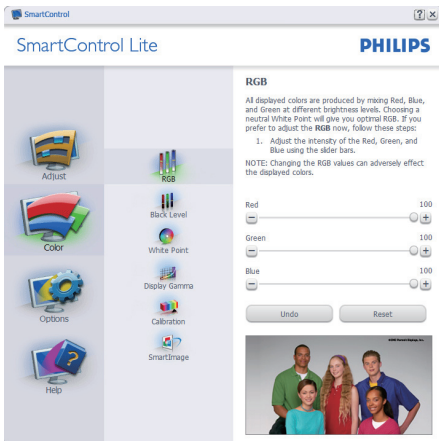 SmartControl
SmartControl Lite
PHILIPS
Adjust
Color
Options
Help
RGB
Black Level
White Point
Display Gamma
Calibration
SmartImage
RGB
All displayed colors are produced by mixing Red, Blue,
and Green at different brightness levels. Choosing a
neutral White Point will give you optimal RGB. If you
prefer to adjust the RGB now, follow these steps:
1. Adjust the intensity of the Red, Green, and
Blue using the slider bars.
NOTE: Changing the RGB values can adversely effect
the displayed colors.
Red 100
Green 100
Blue 100
Undo Reset